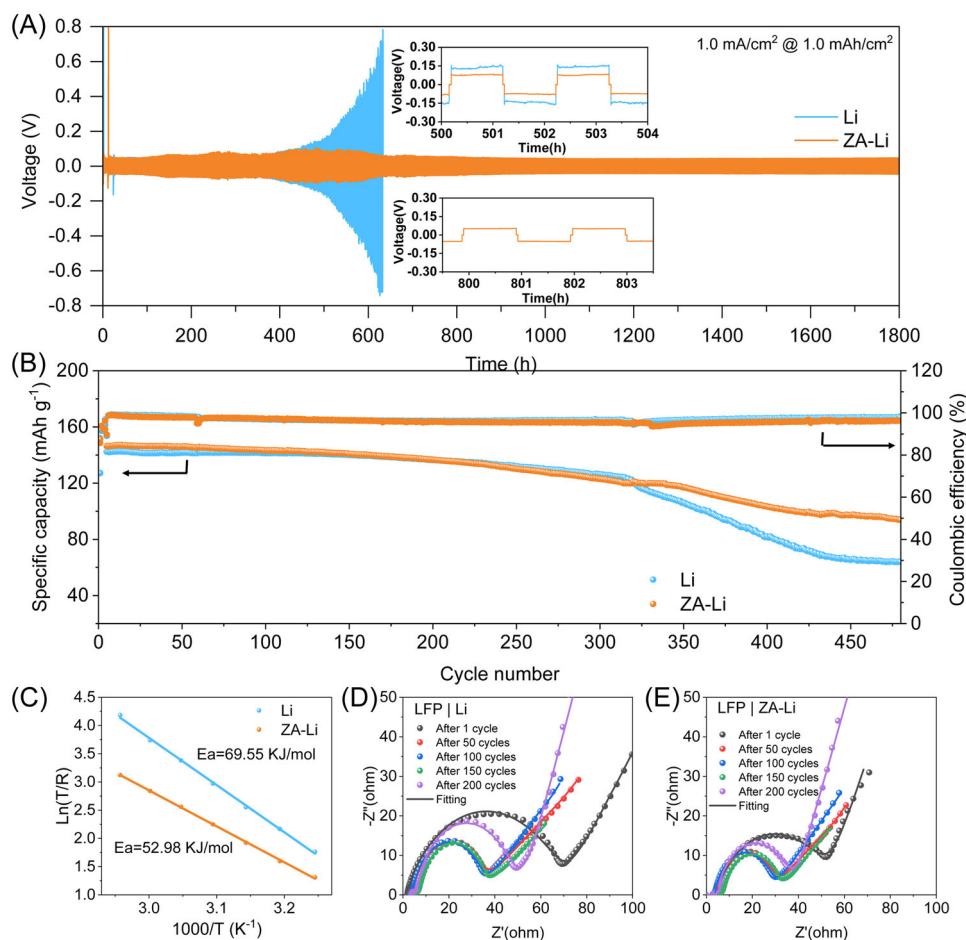 (A)
0.8
0.6
0.4
0.2
0.0
-0.2
-0.4
-0.6
-0.8
Voltage (V)
0 200 400 600 800 1000 1200 1400 1600 1800
Time (h)
1.0 mA/cm² @ 1.0 mAh/cm²
Li
ZA-Li
0.30
0.15
0.00
-0.15
-0.30
Voltage(V)
500 501 502 503 504
Time(h)
0.30
0.15
0.00
-0.15
-0.30
Voltage(V)
800 801 802 803
Time(h)
(B)
200
160
120
80
40
Specific capacity (mAh g⁻¹)
120
100
80
60
40
20
0
Coulombic efficiency (%)
Li
ZA-Li
0 50 100 150 200 250 300 350 400 450
Cycle number
(C)
4.5
4.0
3.5
3.0
2.5
2.0
1.5
1.0
Ln(T/R)
Li
ZA-Li
Ea=69.55 KJ/mol
Ea=52.98 KJ/mol
3.0 3.1 3.2
1000/T (K⁻¹)
(D)
50
40
30
20
10
0
-Z''(ohm)
LFP | Li
After 1 cycle
After 50 cycles
After 100 cycles
After 150 cycles
After 200 cycles
Fitting
0 20 40 60 80 100
Z'(ohm)
(E)
50
40
30
20
10
0
-Z''(ohm)
LFP | ZA-Li
After 1 cycle
After 50 cycles
After 100 cycles
After 150 cycles
After 200 cycles
Fitting
0 20 40 60 80 100
Z'(ohm)